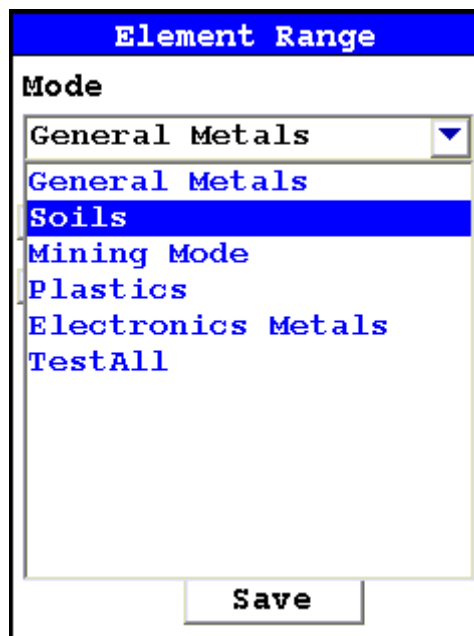 Element Range
Mode
General Metals
General Metals
Soils
Mining Mode
Plastics
Electronics Metals
TestAll
Save